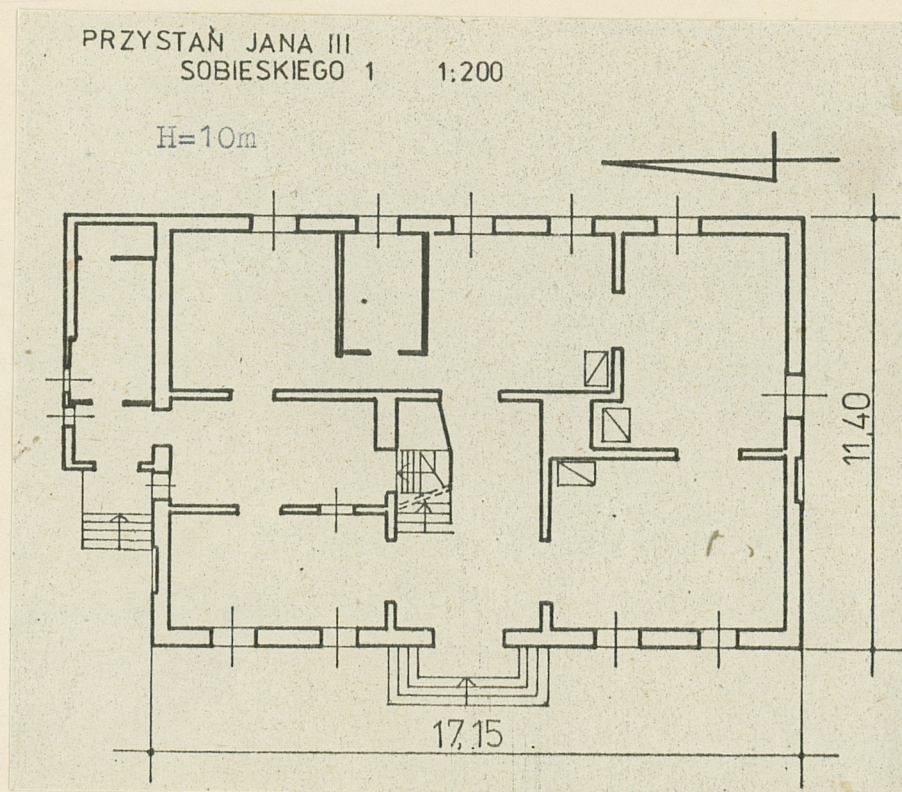 PRZYSTAŃ JANA III
SOBIESKIEGO 1 1:200
H=10m
11,40
17,15